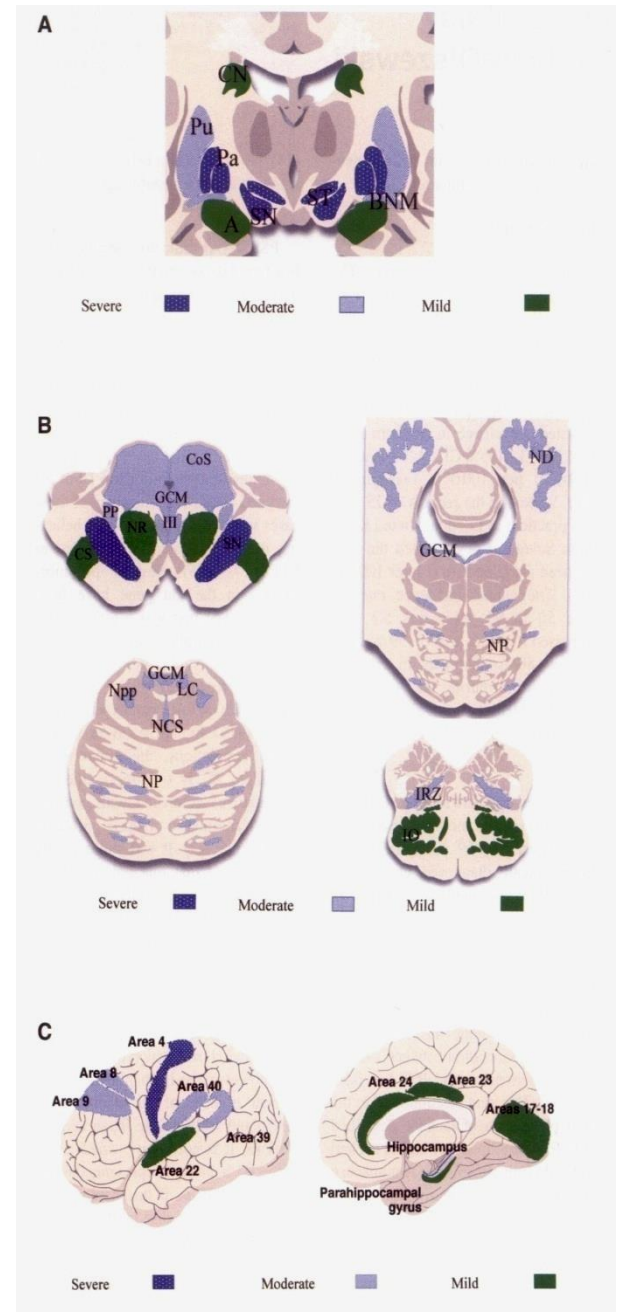 A
CN
Pu
Pa
ST
BNM
SN
A
Severe Moderate Mild
B
CoS
GCM
PP
NR
III
SN
CS
ND
GCM
NP
GCM
Npp
LC
NCS
NP
IRZ
IO
Severe Moderate Mild
C
Area 4
Area 8
Area 9
Area 40
Area 39
Area 22
Area 24
Area 23
Areas 17-18
Hippocampus
Parahippocampal
gyrus
Severe Moderate Mild